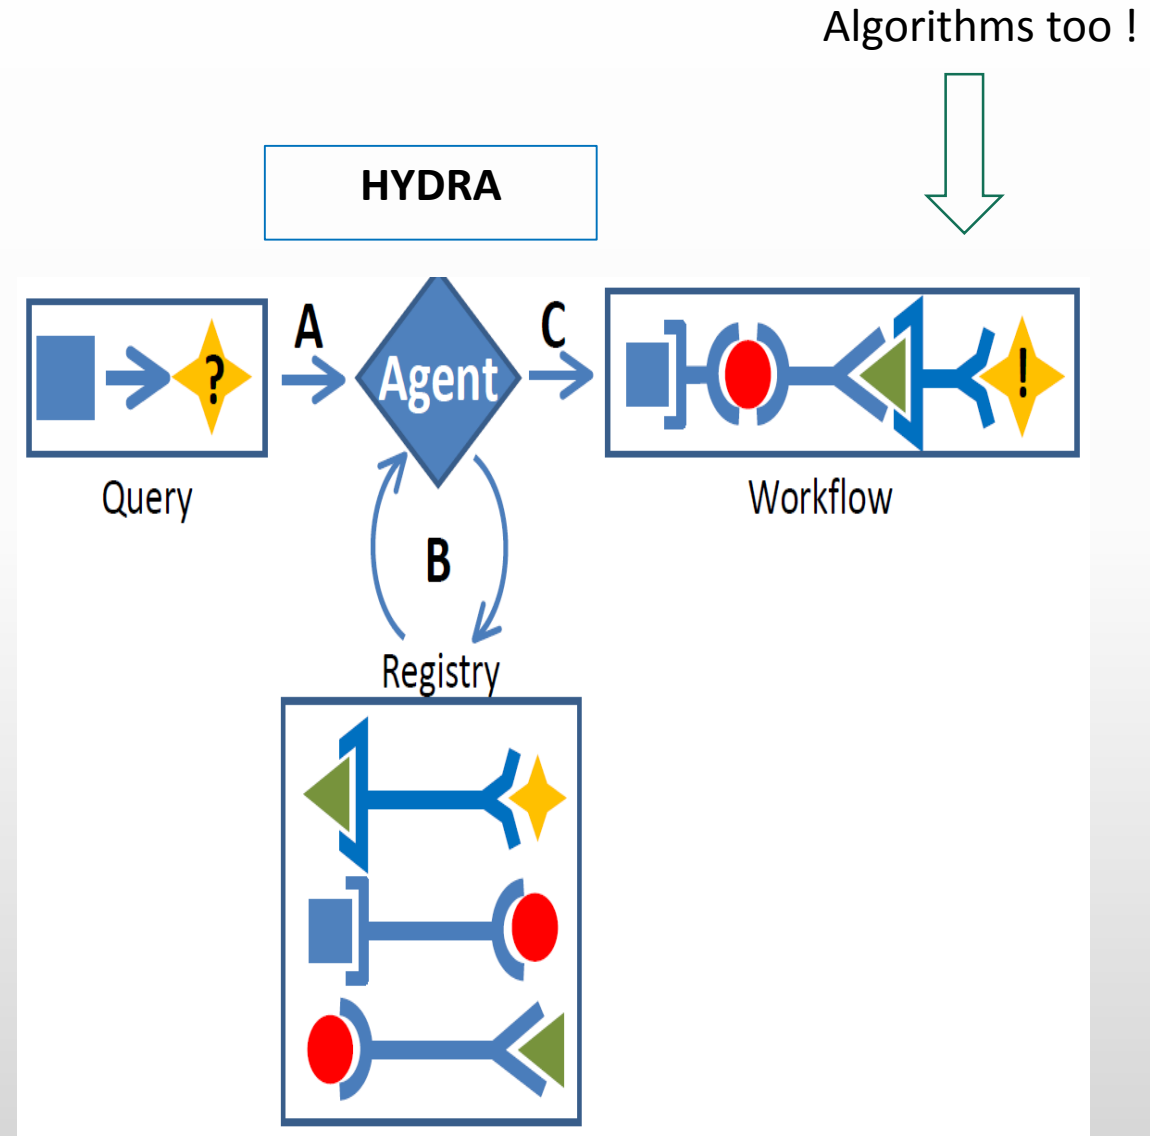 Algorithms too !
HYDRA
A
C
?
Agent
!
Query
Workflow
B
Registry